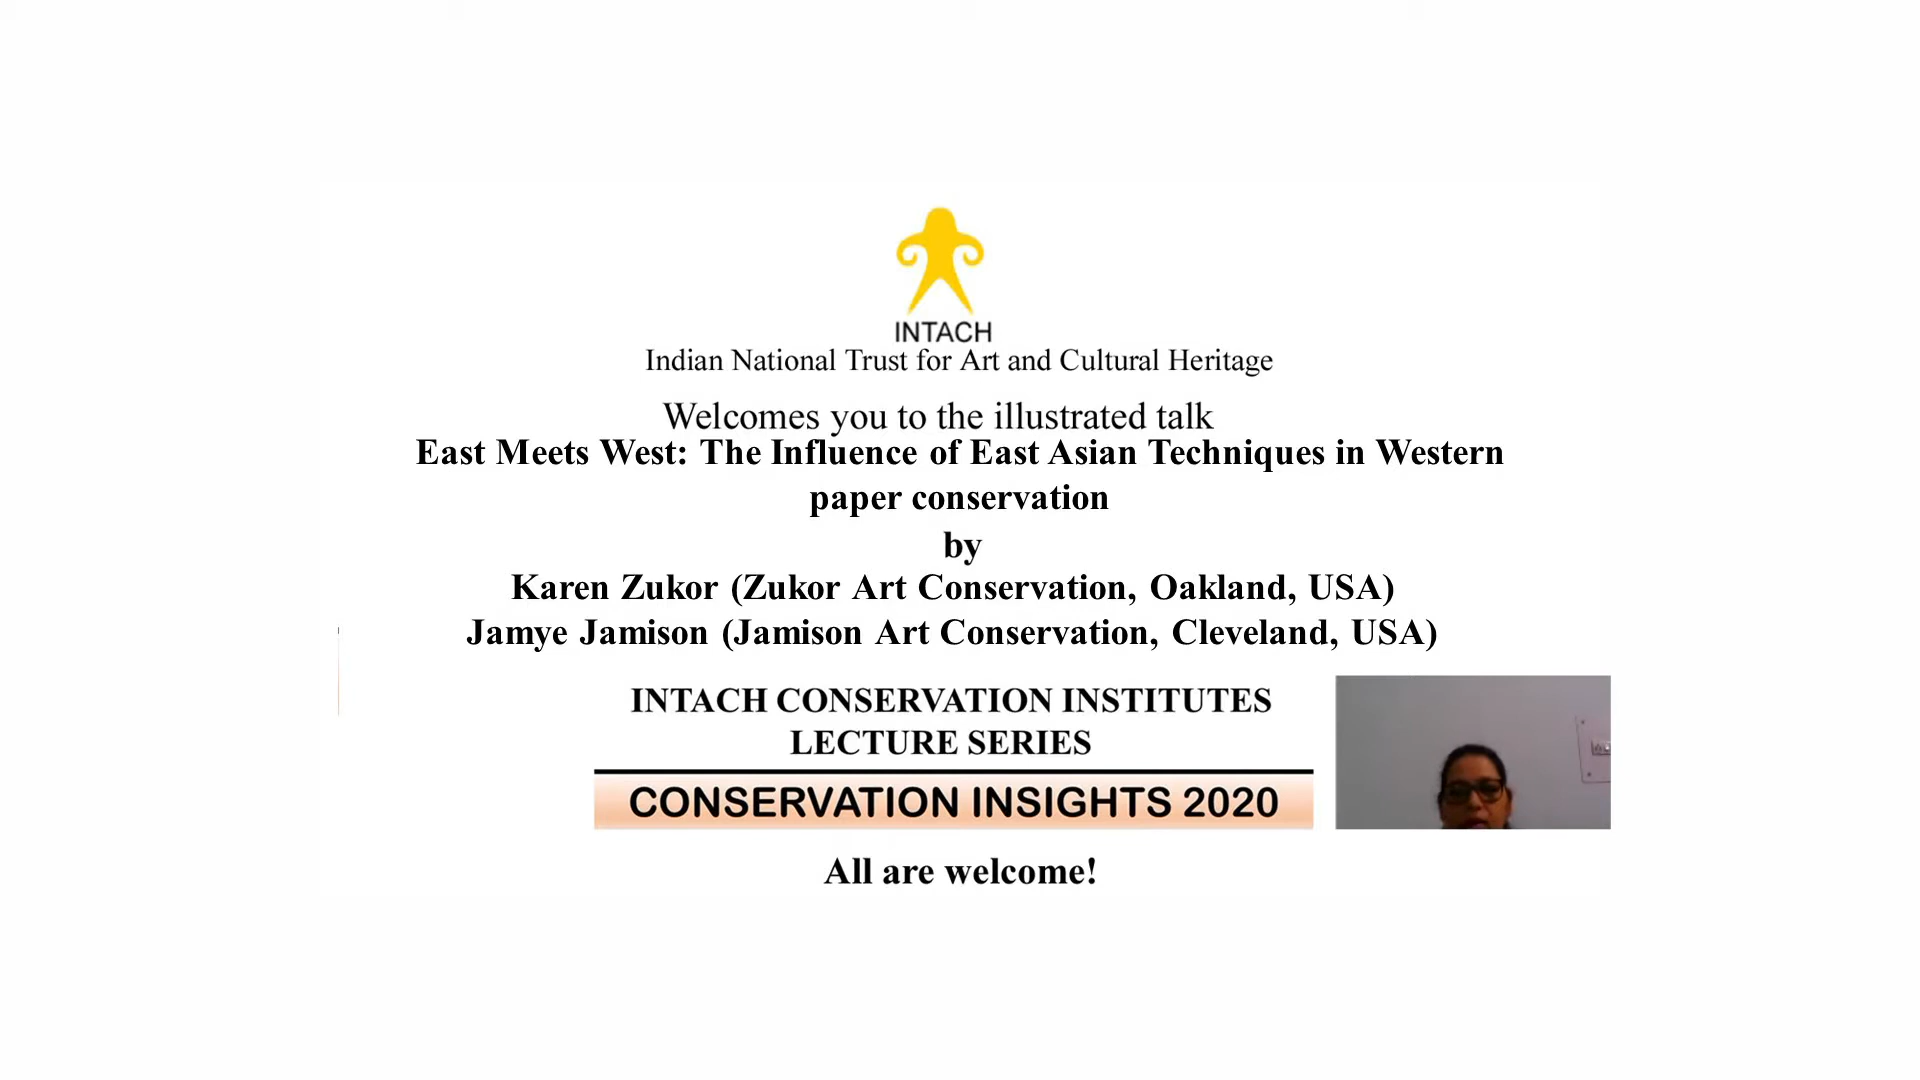 INTACH
Indian National Trust for Art and Cultural Heritage
Welcomes you to the illustrated talk
East Meets West: The Influence of East Asian Techniques in Western
paper conservation
by
Karen Zukor (Zukor Art Conservation, Oakland, USA)
Jamye Jamison (Jamison Art Conservation, Cleveland, USA)
INTACH CONSERVATION INSTITUTES
LECTURE SERIES
CONSERVATION INSIGHTS 2020
All are welcome!